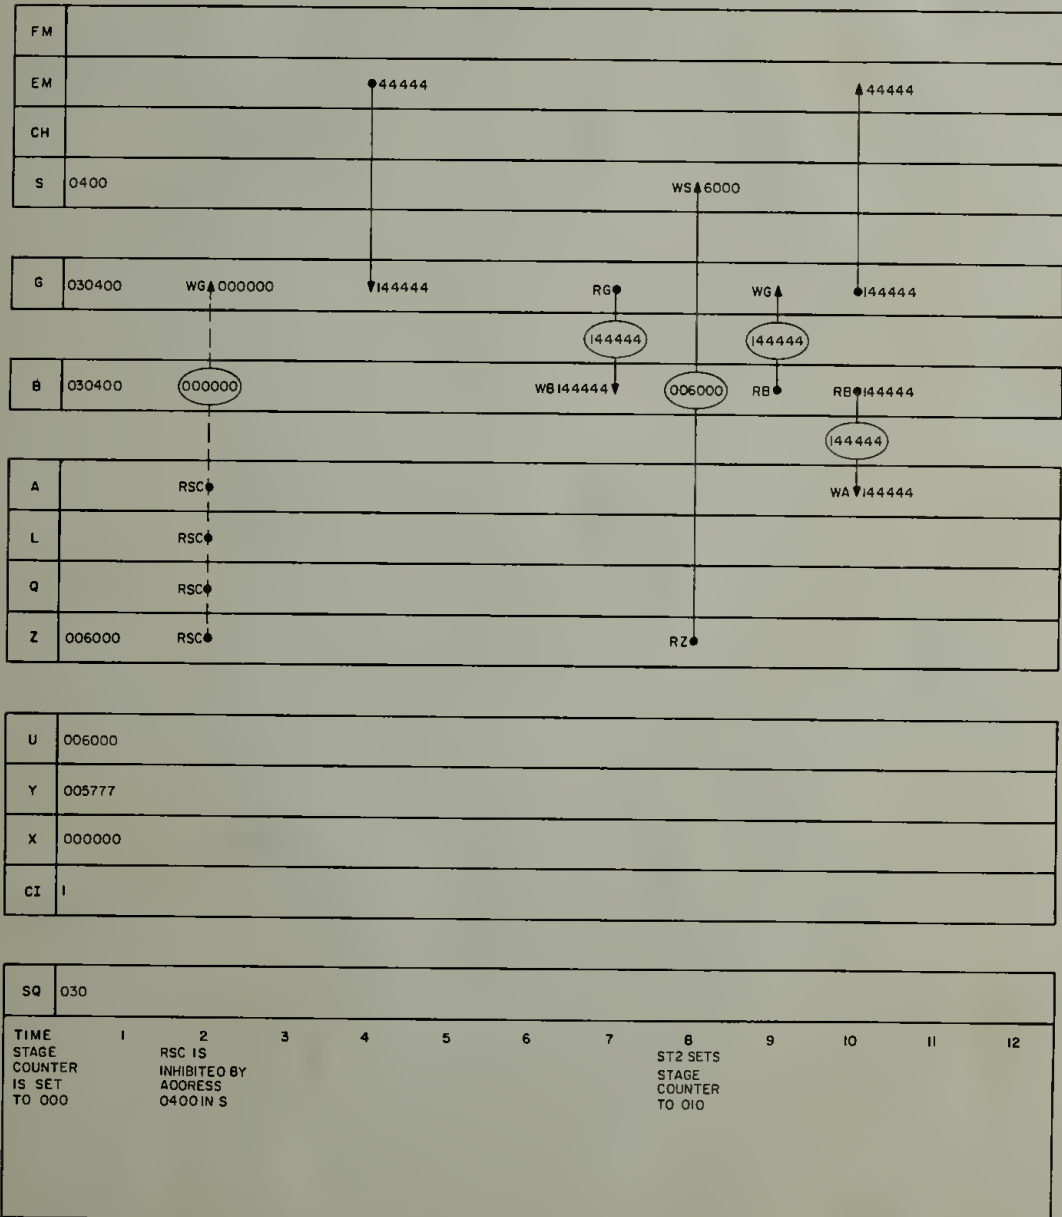 FM
EM 44444 44444
CH
S 0400 WS 6000
G 030400 WG 000000 144444 RG WG 144444
144444 144444
B 030400 000000 WB 144444 006000 RB RB 144444
144444
A RSC WA 144444
L RSC
Q RSC
Z 006000 RSC RZ
U 006000
Y 005777
X 000000
CI 1
SQ 030
TIME 1 2 3 4 5 6 7 8 9 10 11 12
STAGE RSC IS ST2 SETS
COUNTER INHIBITED BY STAGE
IS SET ADDRESS COUNTER
TO 000 0400 IN S TO 010